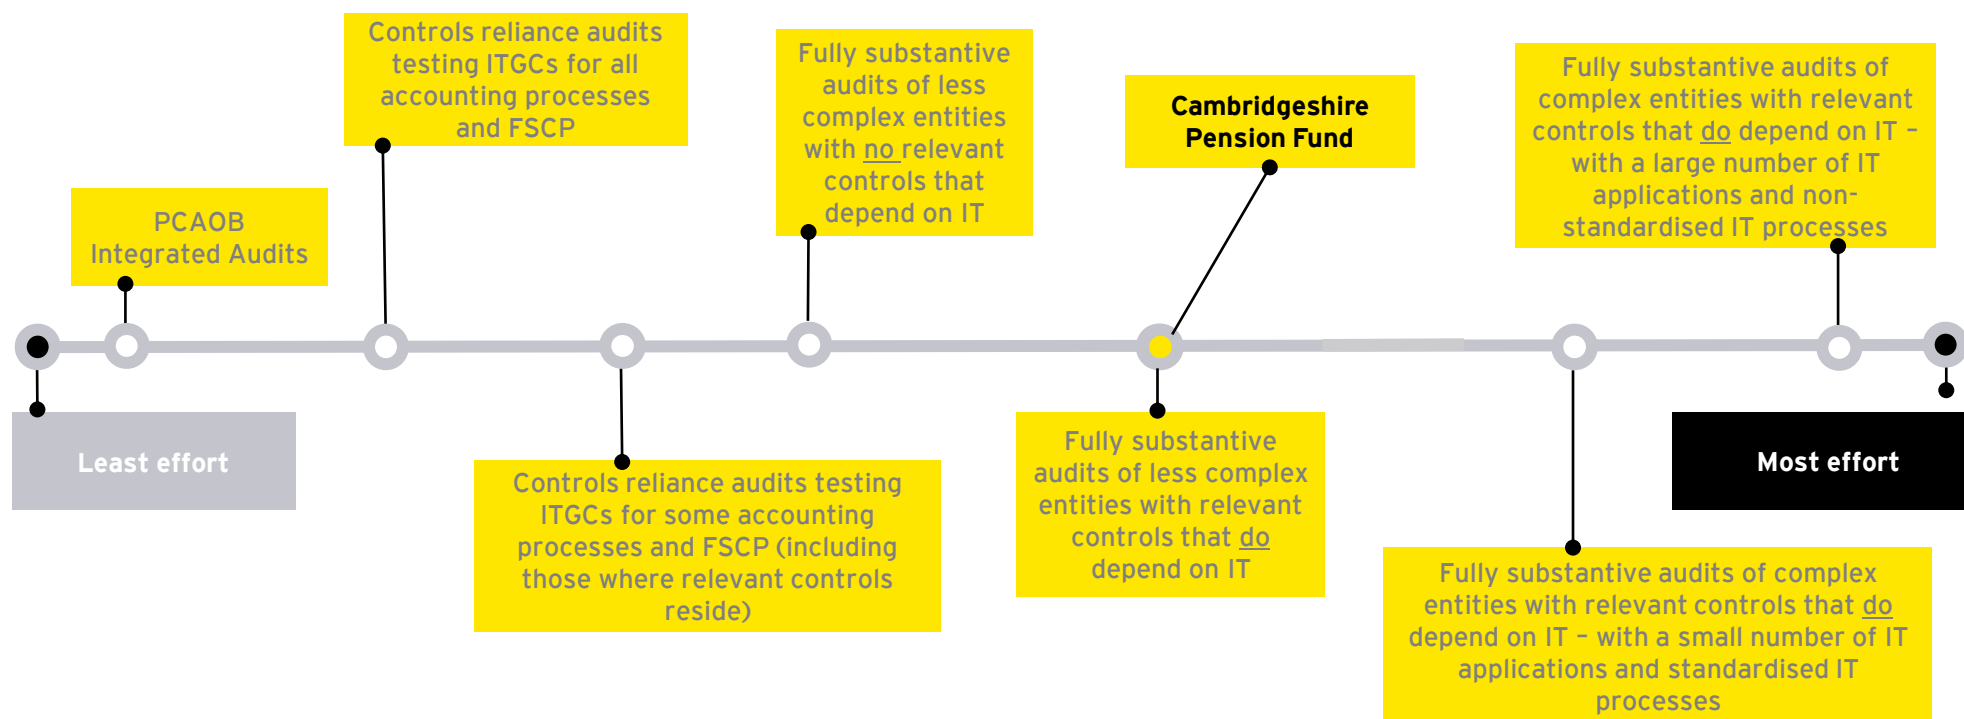 Controls reliance audits
testing ITGCs for all
accounting processes
and FSCP
Fully substantive
audits of less
complex entities
with no relevant
controls that
depend on IT
Cambridgeshire
Pension Fund
Fully substantive audits of
complex entities with relevant
controls that do depend on IT –
with a large number of IT
applications and non-
standardised IT processes
PCAOB
Integrated Audits
Least effort
Controls reliance audits testing
ITGCs for some accounting
processes and FSCP (including
those where relevant controls
reside)
Fully substantive
audits of less complex
entities with relevant
controls that do
depend on IT
Most effort
Fully substantive audits of complex
entities with relevant controls that do
depend on IT – with a small number of IT
applications and standardised IT
processes